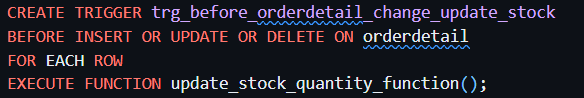 CREATE TRIGGER trg_before_orderdetail_change_update_stock
BEFORE INSERT OR UPDATE OR DELETE ON orderdetail
FOR EACH ROW
EXECUTE FUNCTION update_stock_quantity_function();